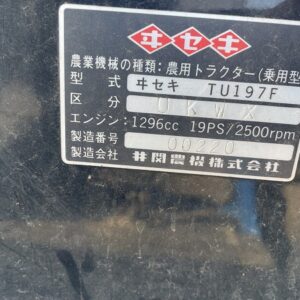 ヰセキ
農業機械の種類:農用トラクター(乗用型
型式 ヰセキ TU197F
区分 UKWX
エンジン:1296cc 19PS/2500rpm
製造番号 00220
製造会社 井関農機株式会社